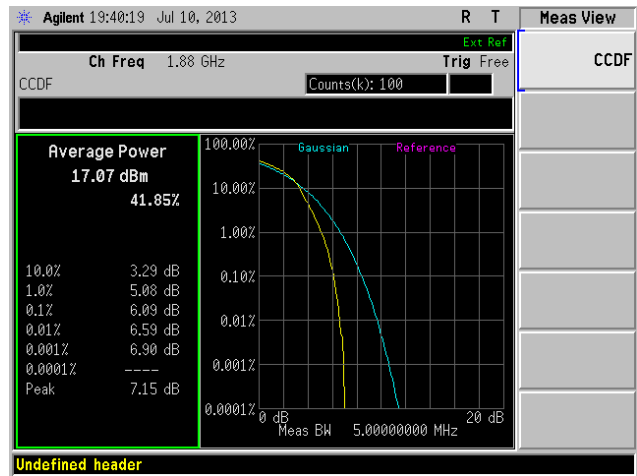 Agilent 19:40:19 Jul 10, 2013 R T
Meas View
Ext Ref
Ch Freq 1.88 GHz Trig Free
CCDF Counts(k): 100
CCDF
Average Power
17.07 dBm
41.85%
10.0% 3.29 dB
1.0% 5.08 dB
0.1% 6.09 dB
0.01% 6.59 dB
0.001% 6.90 dB
0.0001% ----
Peak 7.15 dB
Gaussian Reference
100.00%
10.00%
1.00%
0.10%
0.01%
0.001%
0.0001%
0 dB 20 dB
Meas BW 5.00000000 MHz
Undefined header